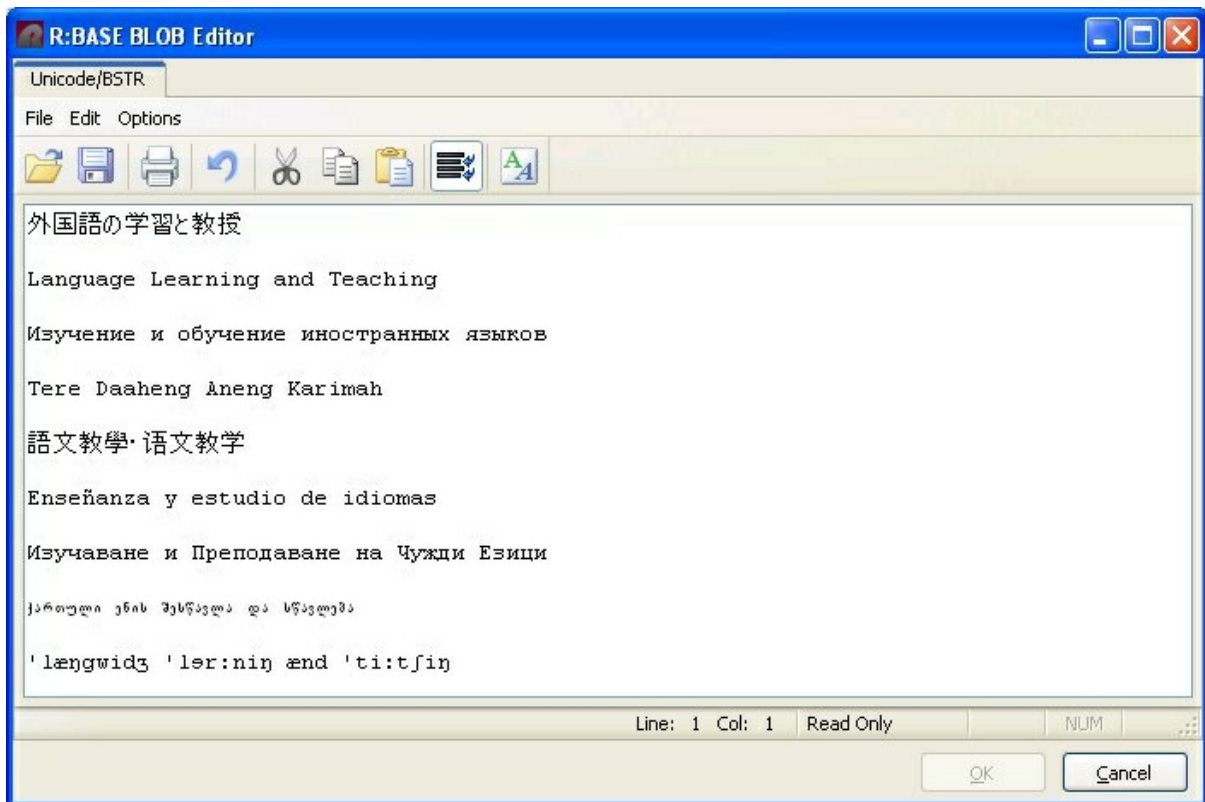 R:BASE BLOB Editor
Unicode/BSTR
File Edit Options
外国語の学習と教授
Language Learning and Teaching
Изучение и обучение иностранных языков
Tere Daaheng Aneng Karimah
語文教學・语文教学
Enseñanza y estudio de idiomas
Изучаване и Преподаване на Чужди Езици
ქართული ენის შესწავლა და სწავლება
'læŋgwidʒ 'lɘr:niŋ ænd 'ti:tʃiŋ
Line: 1 Col: 1 Read Only NUM
OK Cancel